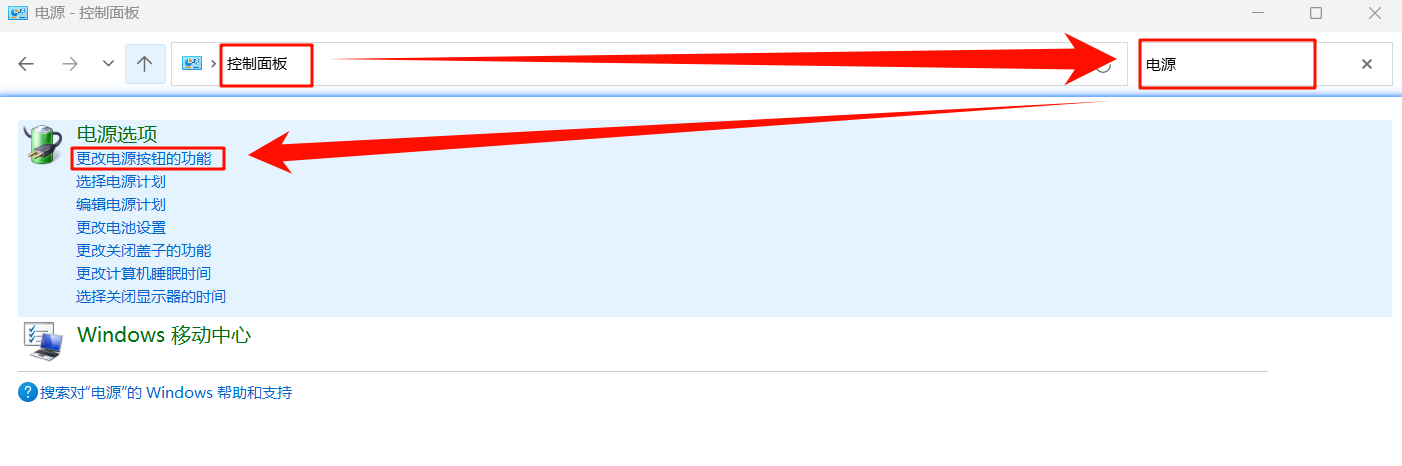 电源 - 控制面板
控制面板
电源
电源选项
更改电源按钮的功能
选择电源计划
编辑电源计划
更改电池设置
更改关闭盖子的功能
更改计算机睡眠时间
选择关闭显示器的时间
Windows 移动中心
搜索对“电源”的 Windows 帮助和支持